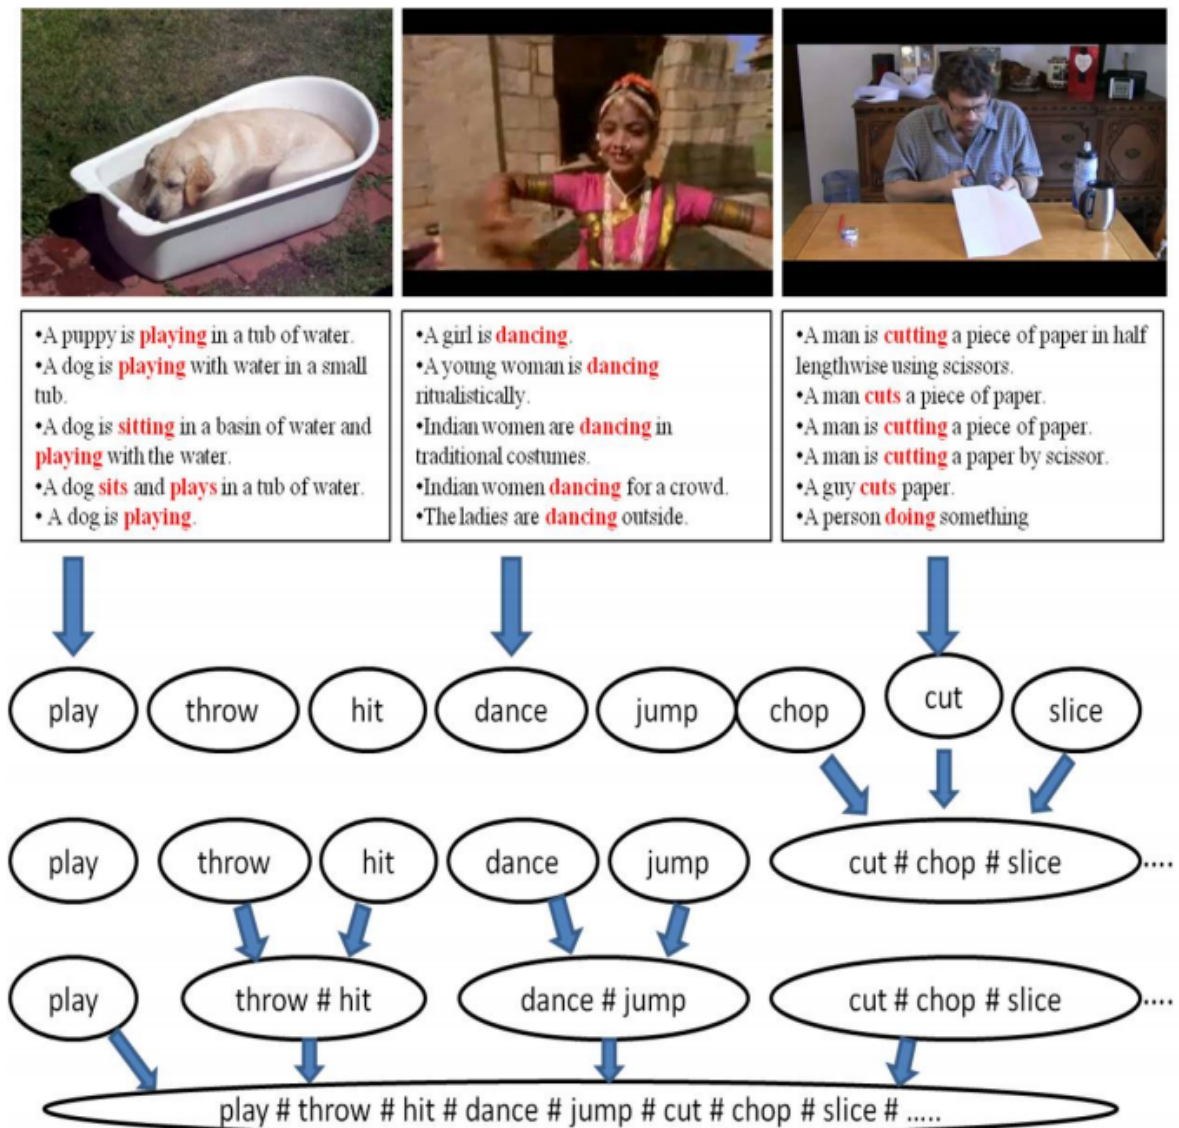 •A puppy is playing in a tub of water.
•A dog is playing with water in a small
tub.
•A dog is sitting in a basin of water and
playing with the water.
•A dog sits and plays in a tub of water.
• A dog is playing.
•A girl is dancing.
•A young woman is dancing
ritualistically.
•Indian women are dancing in
traditional costumes.
•Indian women dancing for a crowd.
•The ladies are dancing outside.
•A man is cutting a piece of paper in half
lengthwise using scissors.
•A man cuts a piece of paper.
•A man is cutting a piece of paper.
•A man is cutting a paper by scissor.
•A guy cuts paper.
•A person doing something
play throw hit dance jump chop cut slice
play throw hit dance jump cut # chop # slice ....
play throw # hit dance # jump cut # chop # slice ....
play # throw # hit # dance # jump # cut # chop # slice # .....